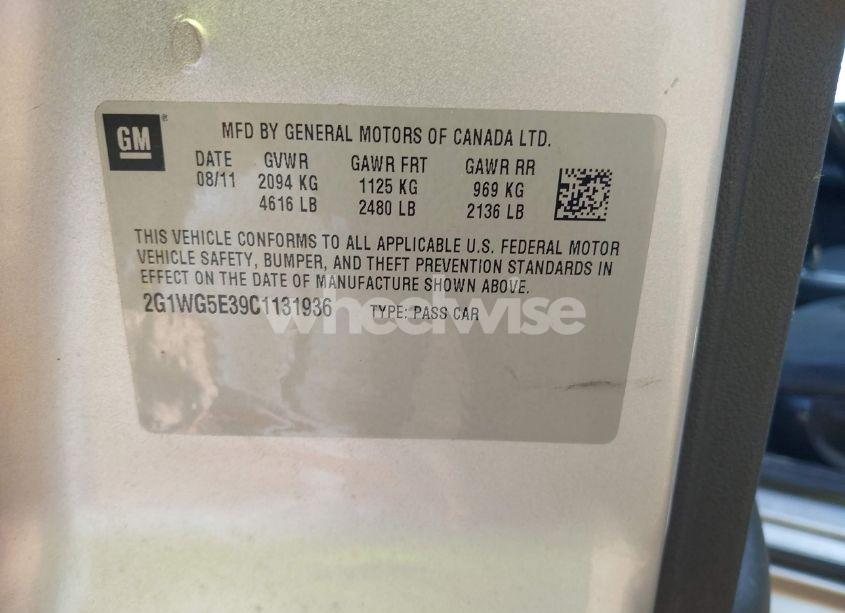 GM
®
MFD BY GENERAL MOTORS OF CANADA LTD.
DATE GVWR GAWR FRT GAWR RR
08/11 2094 KG 1125 KG 969 KG
4616 LB 2480 LB 2136 LB
THIS VEHICLE CONFORMS TO ALL APPLICABLE U.S. FEDERAL MOTOR
VEHICLE SAFETY, BUMPER, AND THEFT PREVENTION STANDARDS IN
EFFECT ON THE DATE OF MANUFACTURE SHOWN ABOVE.
2G1WG5E39C1131936 TYPE: PASS CAR
wheelwise